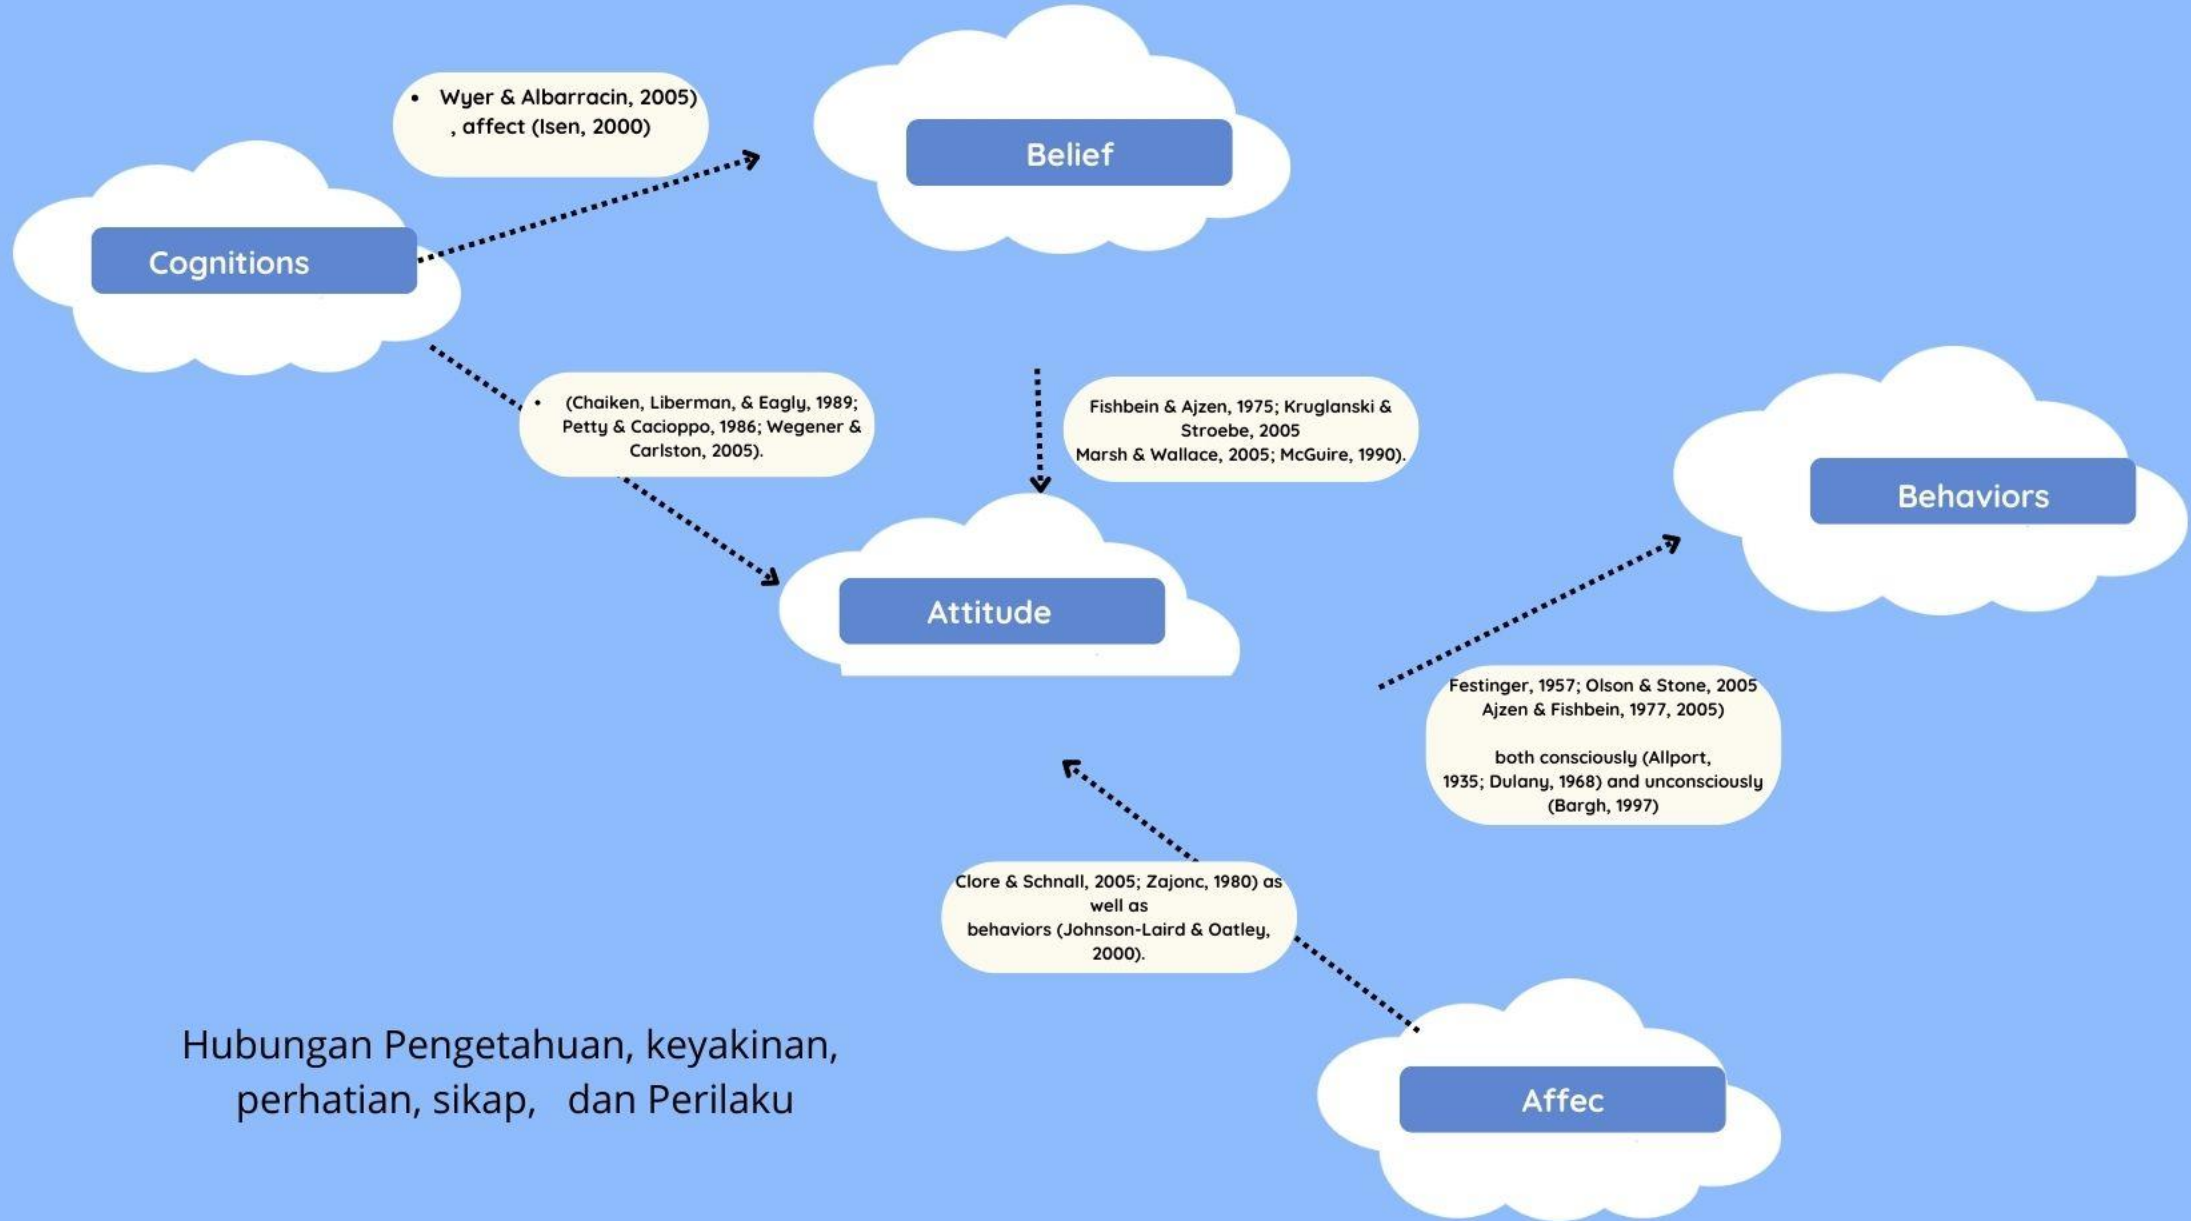 • Wyer & Albarracin, 2005)
, affect (Isen, 2000)
Belief
Cognitions
• (Chaiken, Liberman, & Eagly, 1989;
Petty & Cacioppo, 1986; Wegener &
Carlston, 2005).
Fishbein & Ajzen, 1975; Kruglanski &
Stroebe, 2005
Marsh & Wallace, 2005; McGuire, 1990).
Behaviors
Attitude
Festinger, 1957; Olson & Stone, 2005
Ajzen & Fishbein, 1977, 2005)
both consciously (Allport,
1935; Dulany, 1968) and unconsciously
(Bargh, 1997)
Clore & Schnall, 2005; Zajonc, 1980) as
well as
behaviors (Johnson-Laird & Oatley,
2000).
Hubungan Pengetahuan, keyakinan,
perhatian, sikap, dan Perilaku
Affec